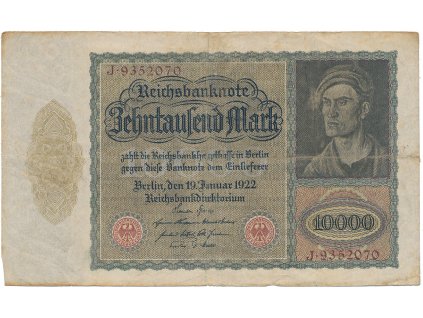 J·9352070
Reichsbanknote
Zehntausend Mark
zahlt die Reichsbankhauptkasse in Berlin
gegen diese Banknote dem Einlieferer
Berlin, den 19. Januar 1922
Reichsbankdirektorium
10000
J·9352070